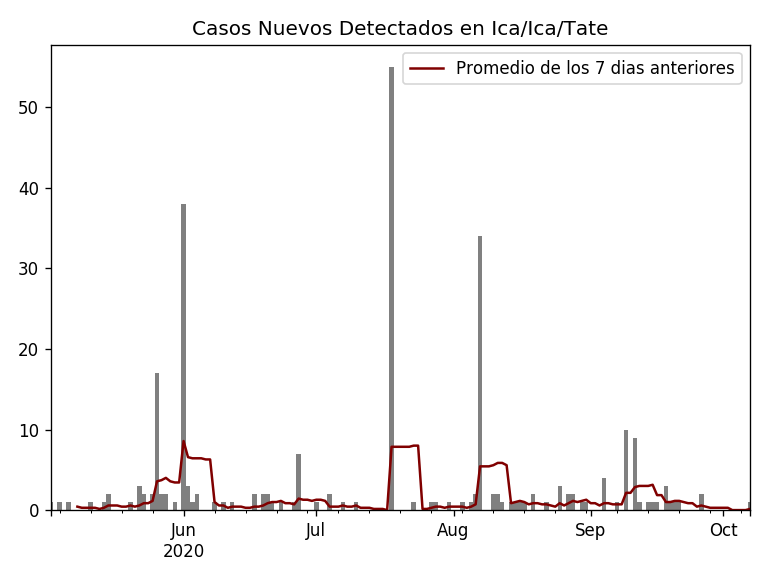 Casos Nuevos Detectados en Ica/Ica/Tate
Promedio de los 7 dias anteriores
50
40
30
20
10
0
Jun Jul Aug Sep Oct
2020